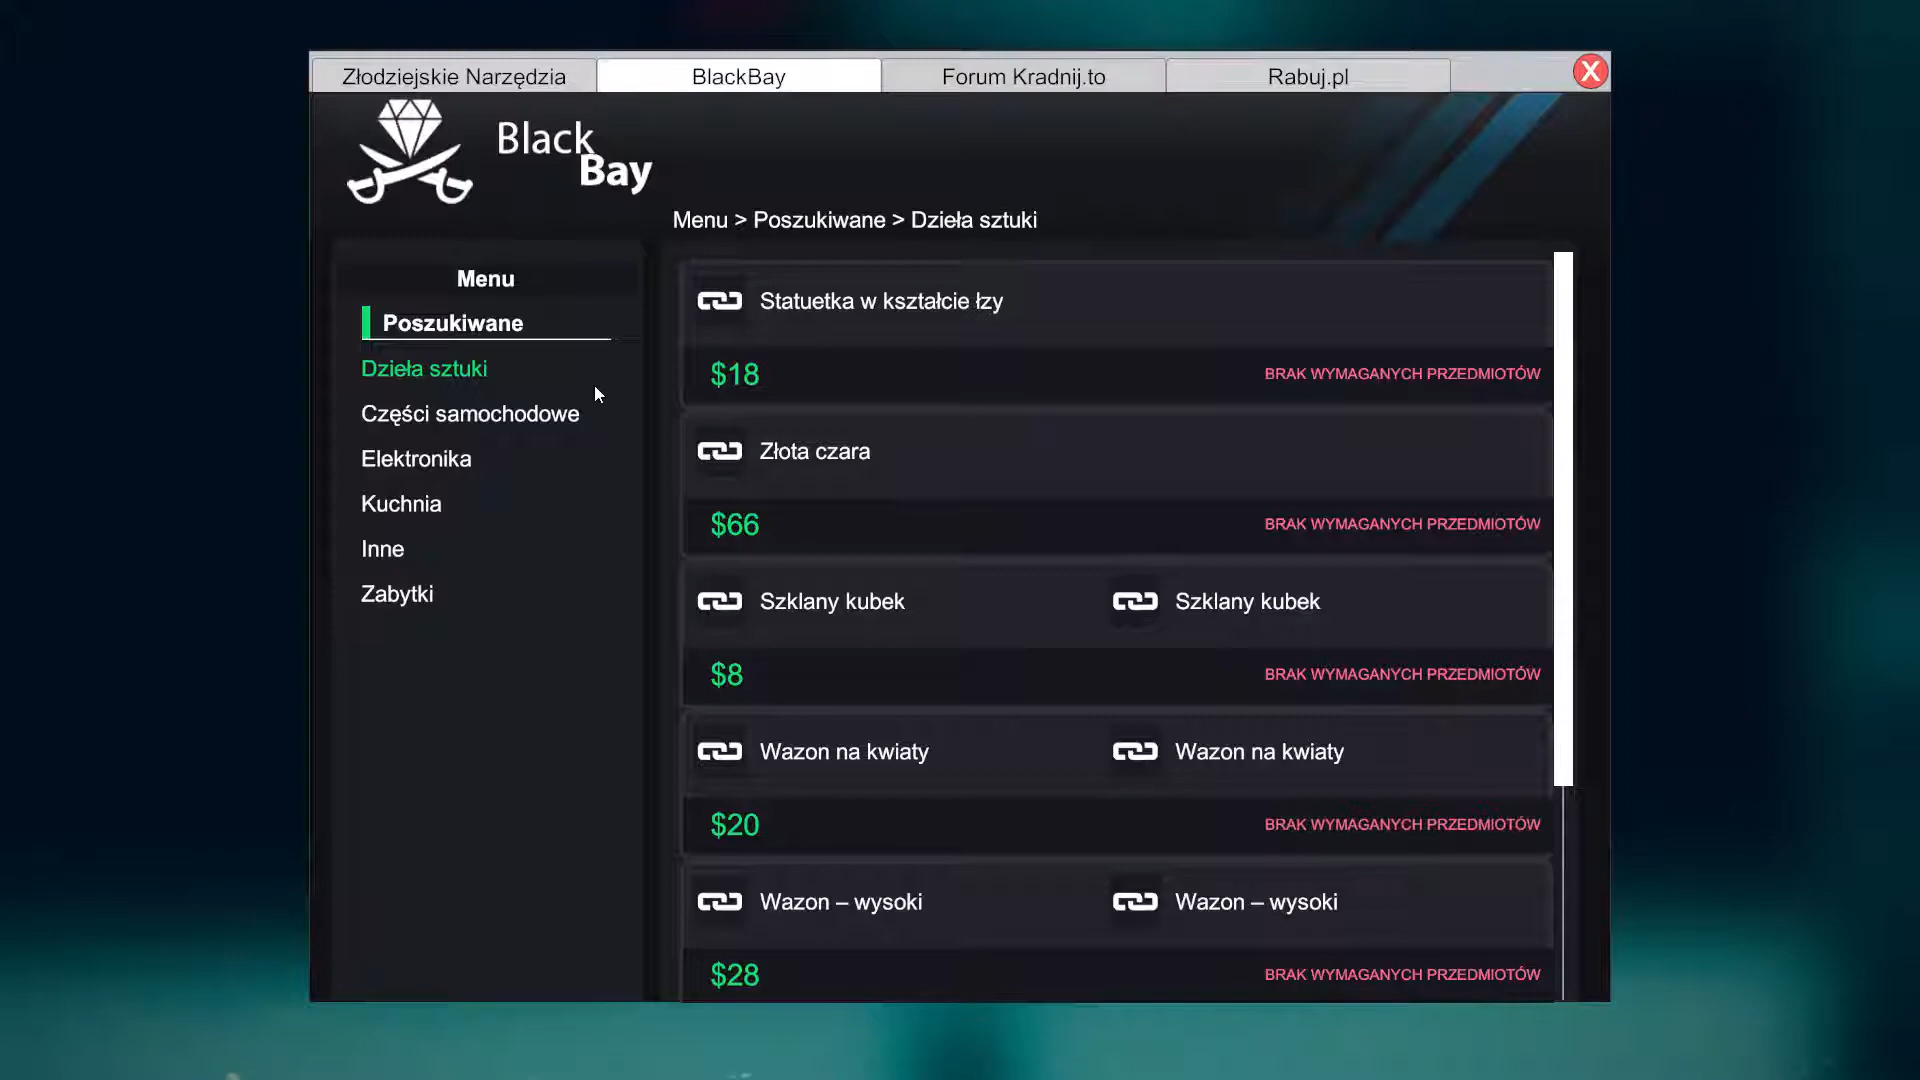 Złodziejskie Narzędzia BlackBay Forum Kradnij.to Rabuj.pl X
Black
Bay
Menu > Poszukiwane > Dzieła sztuki
Menu
Poszukiwane
Dzieła sztuki
Części samochodowe
Elektronika
Kuchnia
Inne
Zabytki
Statuetka w kształcie łzy
$18 BRAK WYMAGANYCH PRZEDMIOTÓW
Złota czara
$66 BRAK WYMAGANYCH PRZEDMIOTÓW
Szklany kubek Szklany kubek
$8 BRAK WYMAGANYCH PRZEDMIOTÓW
Wazon na kwiaty Wazon na kwiaty
$20 BRAK WYMAGANYCH PRZEDMIOTÓW
Wazon – wysoki Wazon – wysoki
$28 BRAK WYMAGANYCH PRZEDMIOTÓW